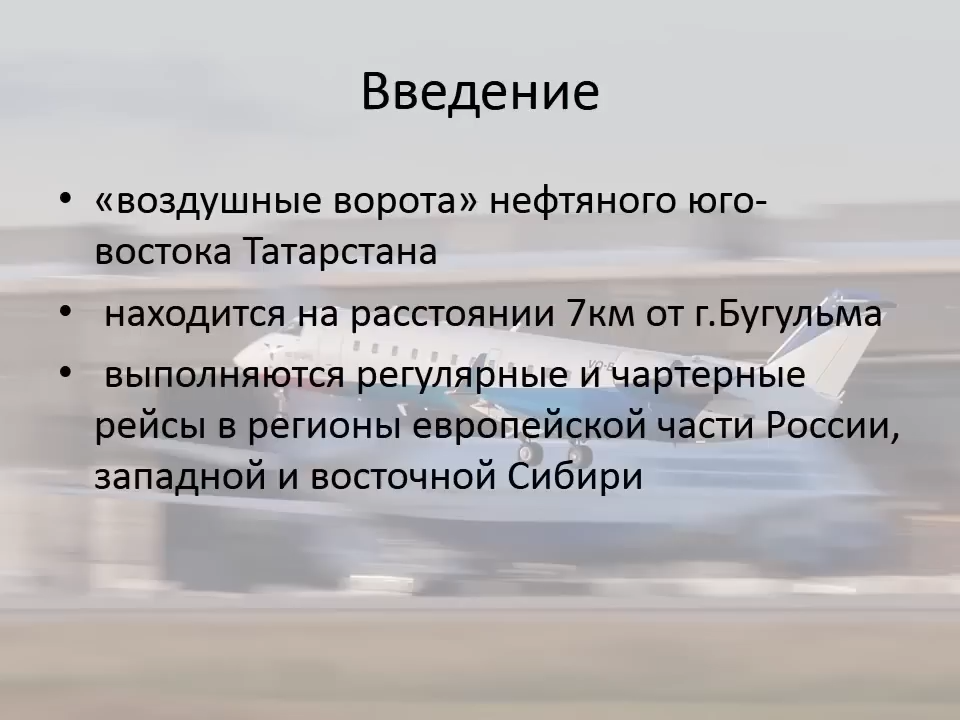 Введение
• «воздушные ворота» нефтяного юго-
востока Татарстана
• находится на расстоянии 7км от г.Бугульма
• выполняются регулярные и чартерные
рейсы в регионы европейской части России,
западной и восточной Сибири